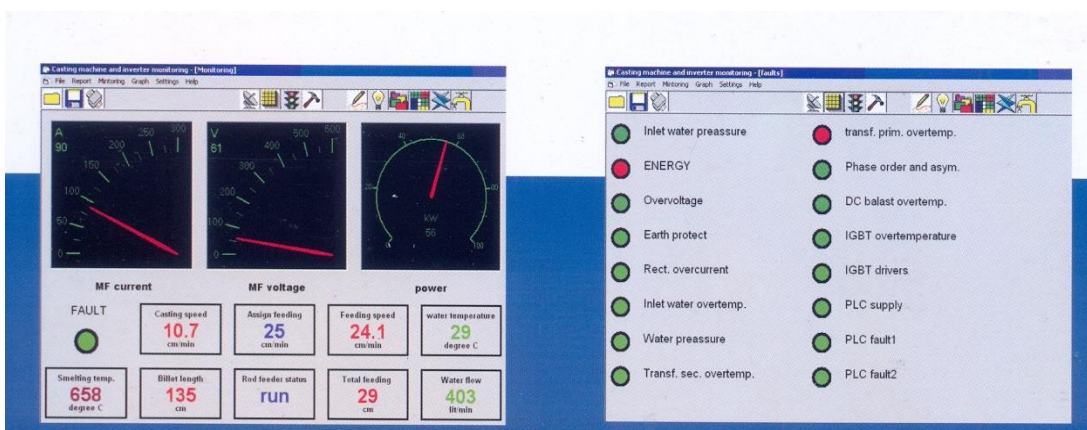 Casting machine and inverter monitoring - [Monitoring]
File Report Mintoring Graph Settings Help
A
90
0
50
100
150
200
250
300
V
61
0
100
300
400
500
600
0
20
40
60
80
100
kW
56
MF current
MF voltage
power
FAULT
Casting speed
10.7
cm/min
Assign feeding
25
cm/min
Feeding speed
24.1
cm/min
water temperature
29
degree C
Smelting temp.
658
degree C
Billet length
135
cm
Rod feeder status
run
Total feeding
29
cm
Water flow
403
lit/min
Casting machine and inverter monitoring - [faults]
File Report Mintoring Graph Settings Help
Inlet water preassure
ENERGY
Overvoltage
Earth protect
Rect. overcurrent
Inlet water overtemp.
Water preassure
Transf. sec. overtemp.
transf. prim. overtemp.
Phase order and asym.
DC balast overtemp.
IGBT overtemperature
IGBT drivers
PLC supply
PLC fault1
PLC fault2